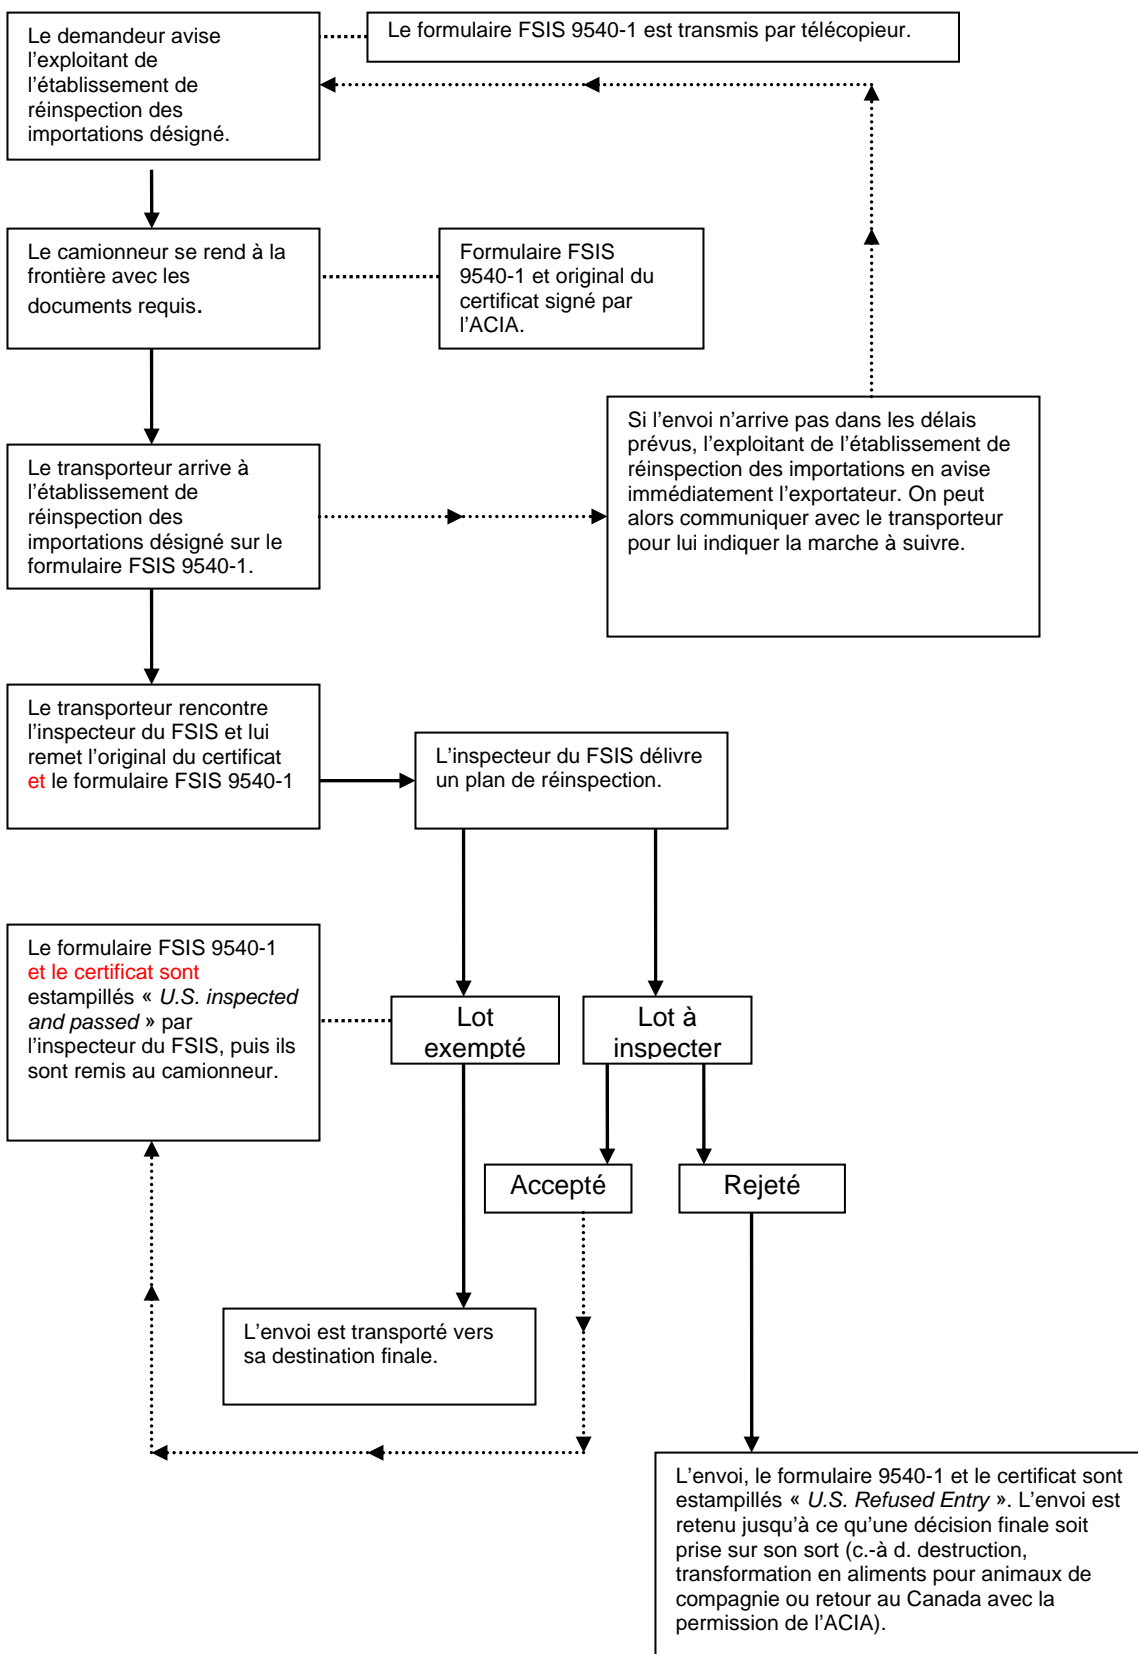 Le demandeur avise
l'exploitant de
l'établissement de
réinspection des
importations désigné.
Le formulaire FSIS 9540-1 est transmis par télécopieur.
Le camionneur se rend à la
frontière avec les
documents requis.
Formulaire FSIS
9540-1 et original du
certificat signé par
l'ACIA.
Le transporteur arrive à
l'établissement de
réinspection des
importations désigné sur le
formulaire FSIS 9540-1.
Si l'envoi n'arrive pas dans les délais
prévus, l'exploitant de l'établissement de
réinspection des importations en avise
immédiatement l'exportateur. On peut
alors communiquer avec le transporteur
pour lui indiquer la marche à suivre.
Le transporteur rencontre
l'inspecteur du FSIS et lui
remet l'original du certificat
et le formulaire FSIS 9540-1
L'inspecteur du FSIS délivre
un plan de réinspection.
Le formulaire FSIS 9540-1
et le certificat sont
estampillés « U.S. inspected
and passed » par
l'inspecteur du FSIS, puis ils
sont remis au camionneur.
Lot
exempté
Lot à
inspecter
Accepté
Rejeté
L'envoi est transporté vers
sa destination finale.
L'envoi, le formulaire 9540-1 et le certificat sont
estampillés « U.S. Refused Entry ». L'envoi est
retenu jusqu'à ce qu'une décision finale soit
prise sur son sort (c.-à d. destruction,
transformation en aliments pour animaux de
compagnie ou retour au Canada avec la
permission de l'ACIA).